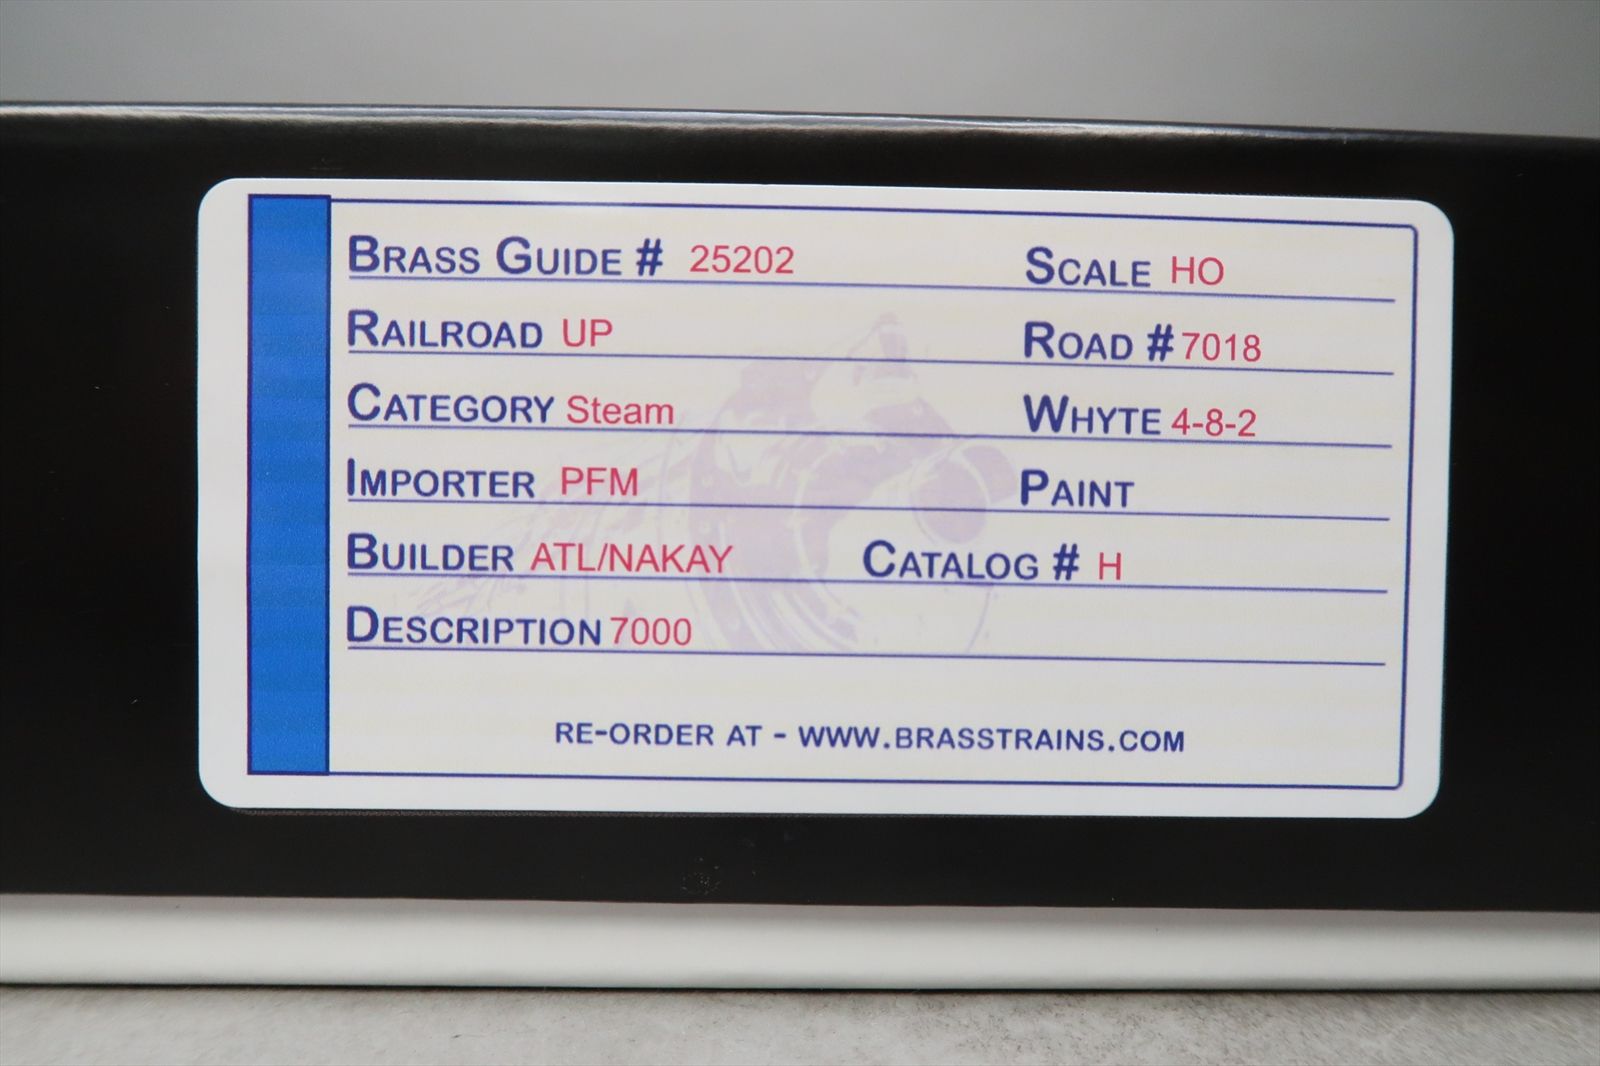 BRASS GUIDE # 25202 SCALE HO
RAILROAD UP ROAD # 7018
CATEGORY Steam WHYTE 4-8-2
IMPORTER PFM PAINT
BUILDER ATL/NAKAY CATALOG # H
DESCRIPTION 7000
RE-ORDER AT - WWW.BRASSTRAINS.COM